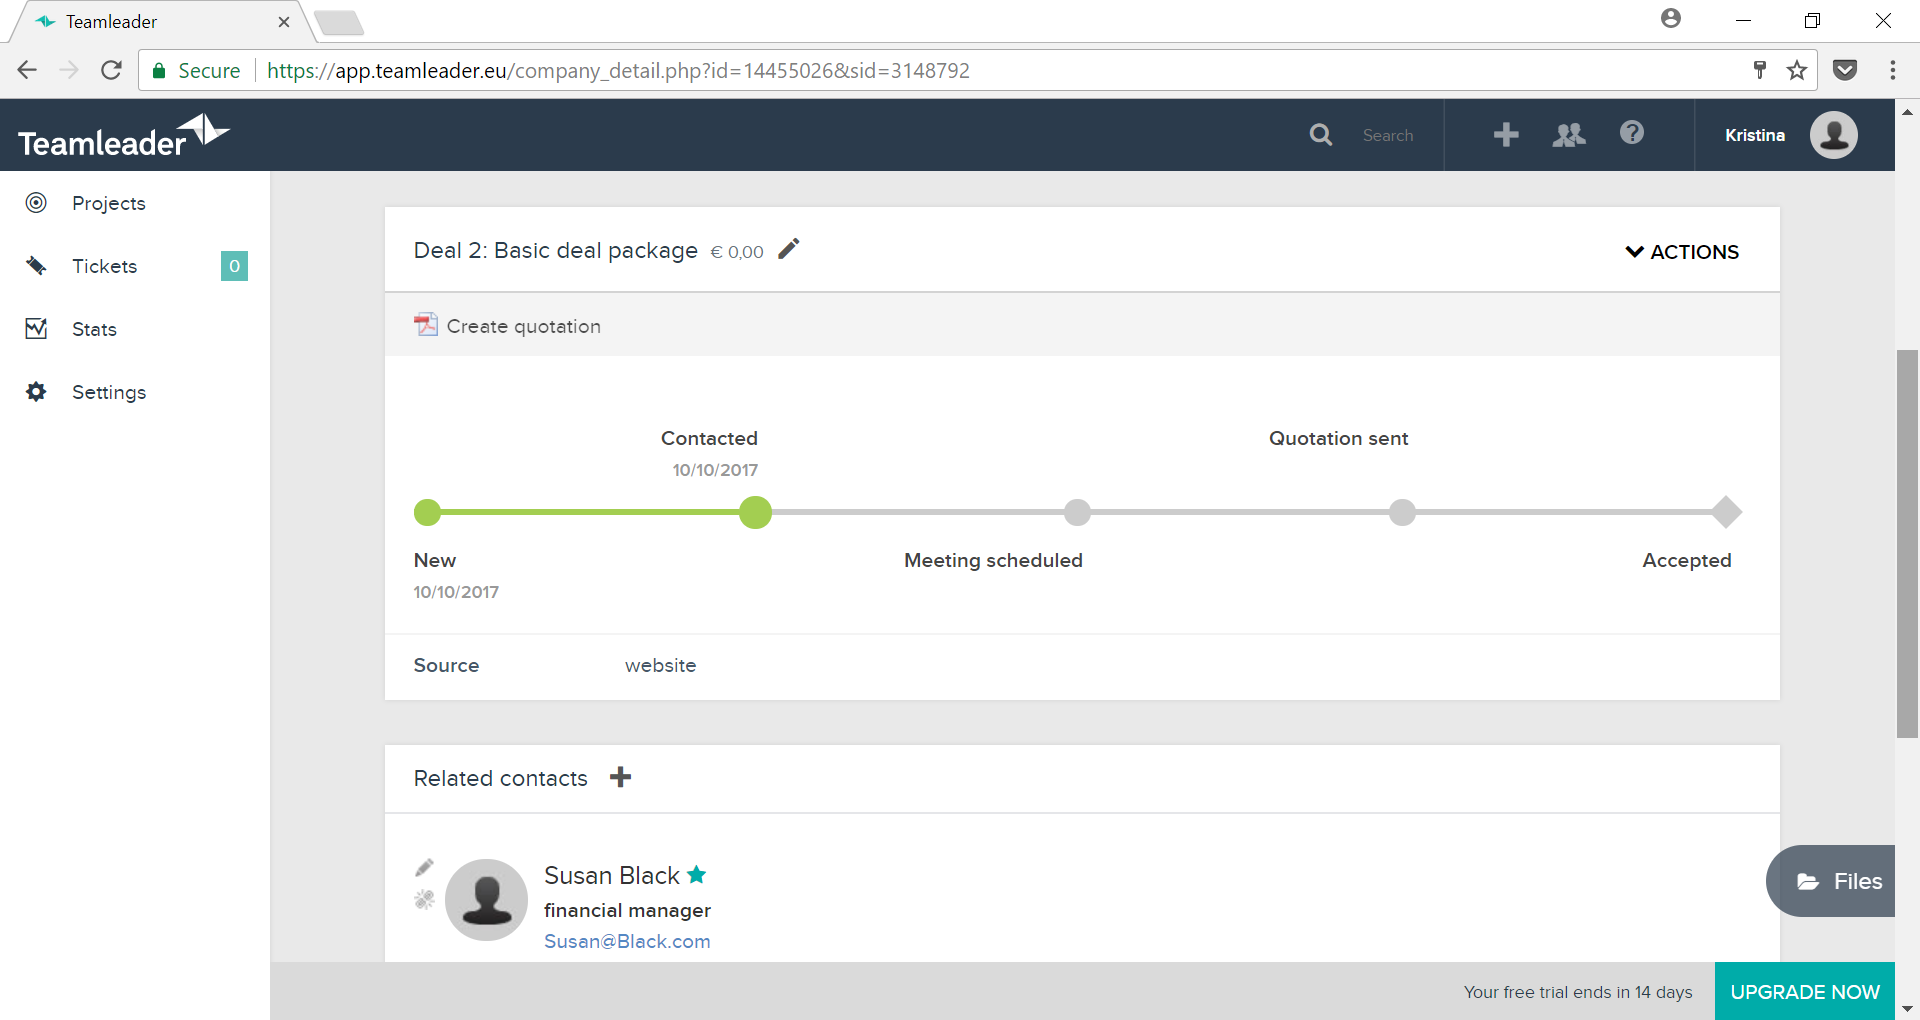 Teamleader
Secure https://app.teamleader.eu/company_detail.php?id=14455026&sid=3148792
Teamleader
Search
Kristina
Projects
Tickets 0
Stats
Settings
Deal 2: Basic deal package € 0,00
ACTIONS
Create quotation
Contacted
10/10/2017
Quotation sent
New
10/10/2017
Meeting scheduled
Accepted
Source website
Related contacts
Susan Black
financial manager
Susan@Black.com
Files
Your free trial ends in 14 days
UPGRADE NOW